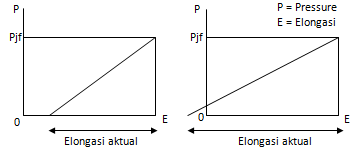 P
Pjf
0
E
Elongasi aktual
P
Pjf
0
E
Elongasi aktual
P = Pressure
E = Elongasi